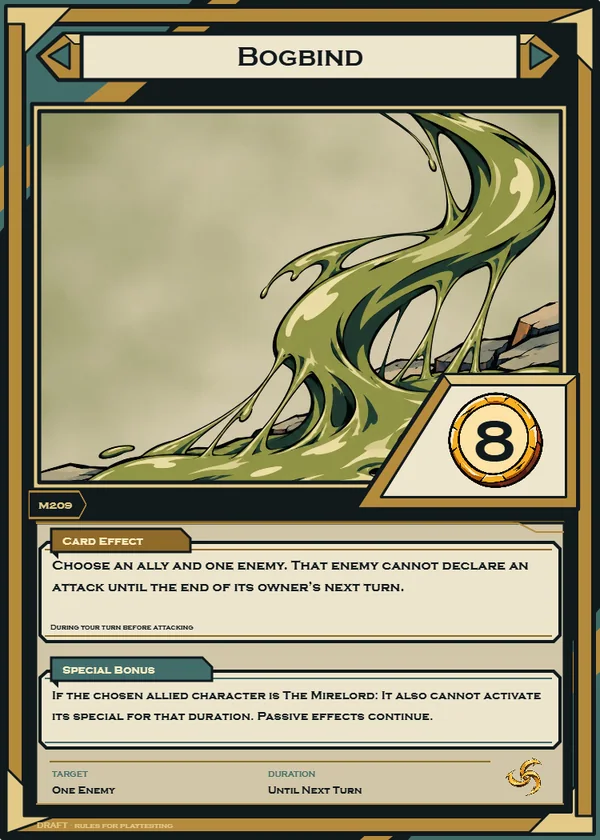 Bogbind
8
M209
Card Effect
Choose an ally and one enemy. That enemy cannot declare an
attack until the end of its owner's next turn.
During your turn before attacking
Special Bonus
If the chosen allied character is The Mirelord: It also cannot activate
its special for that duration. Passive effects continue.
TARGET
DURATION
One Enemy
Until Next Turn
DRAFT · Rules for playtesting